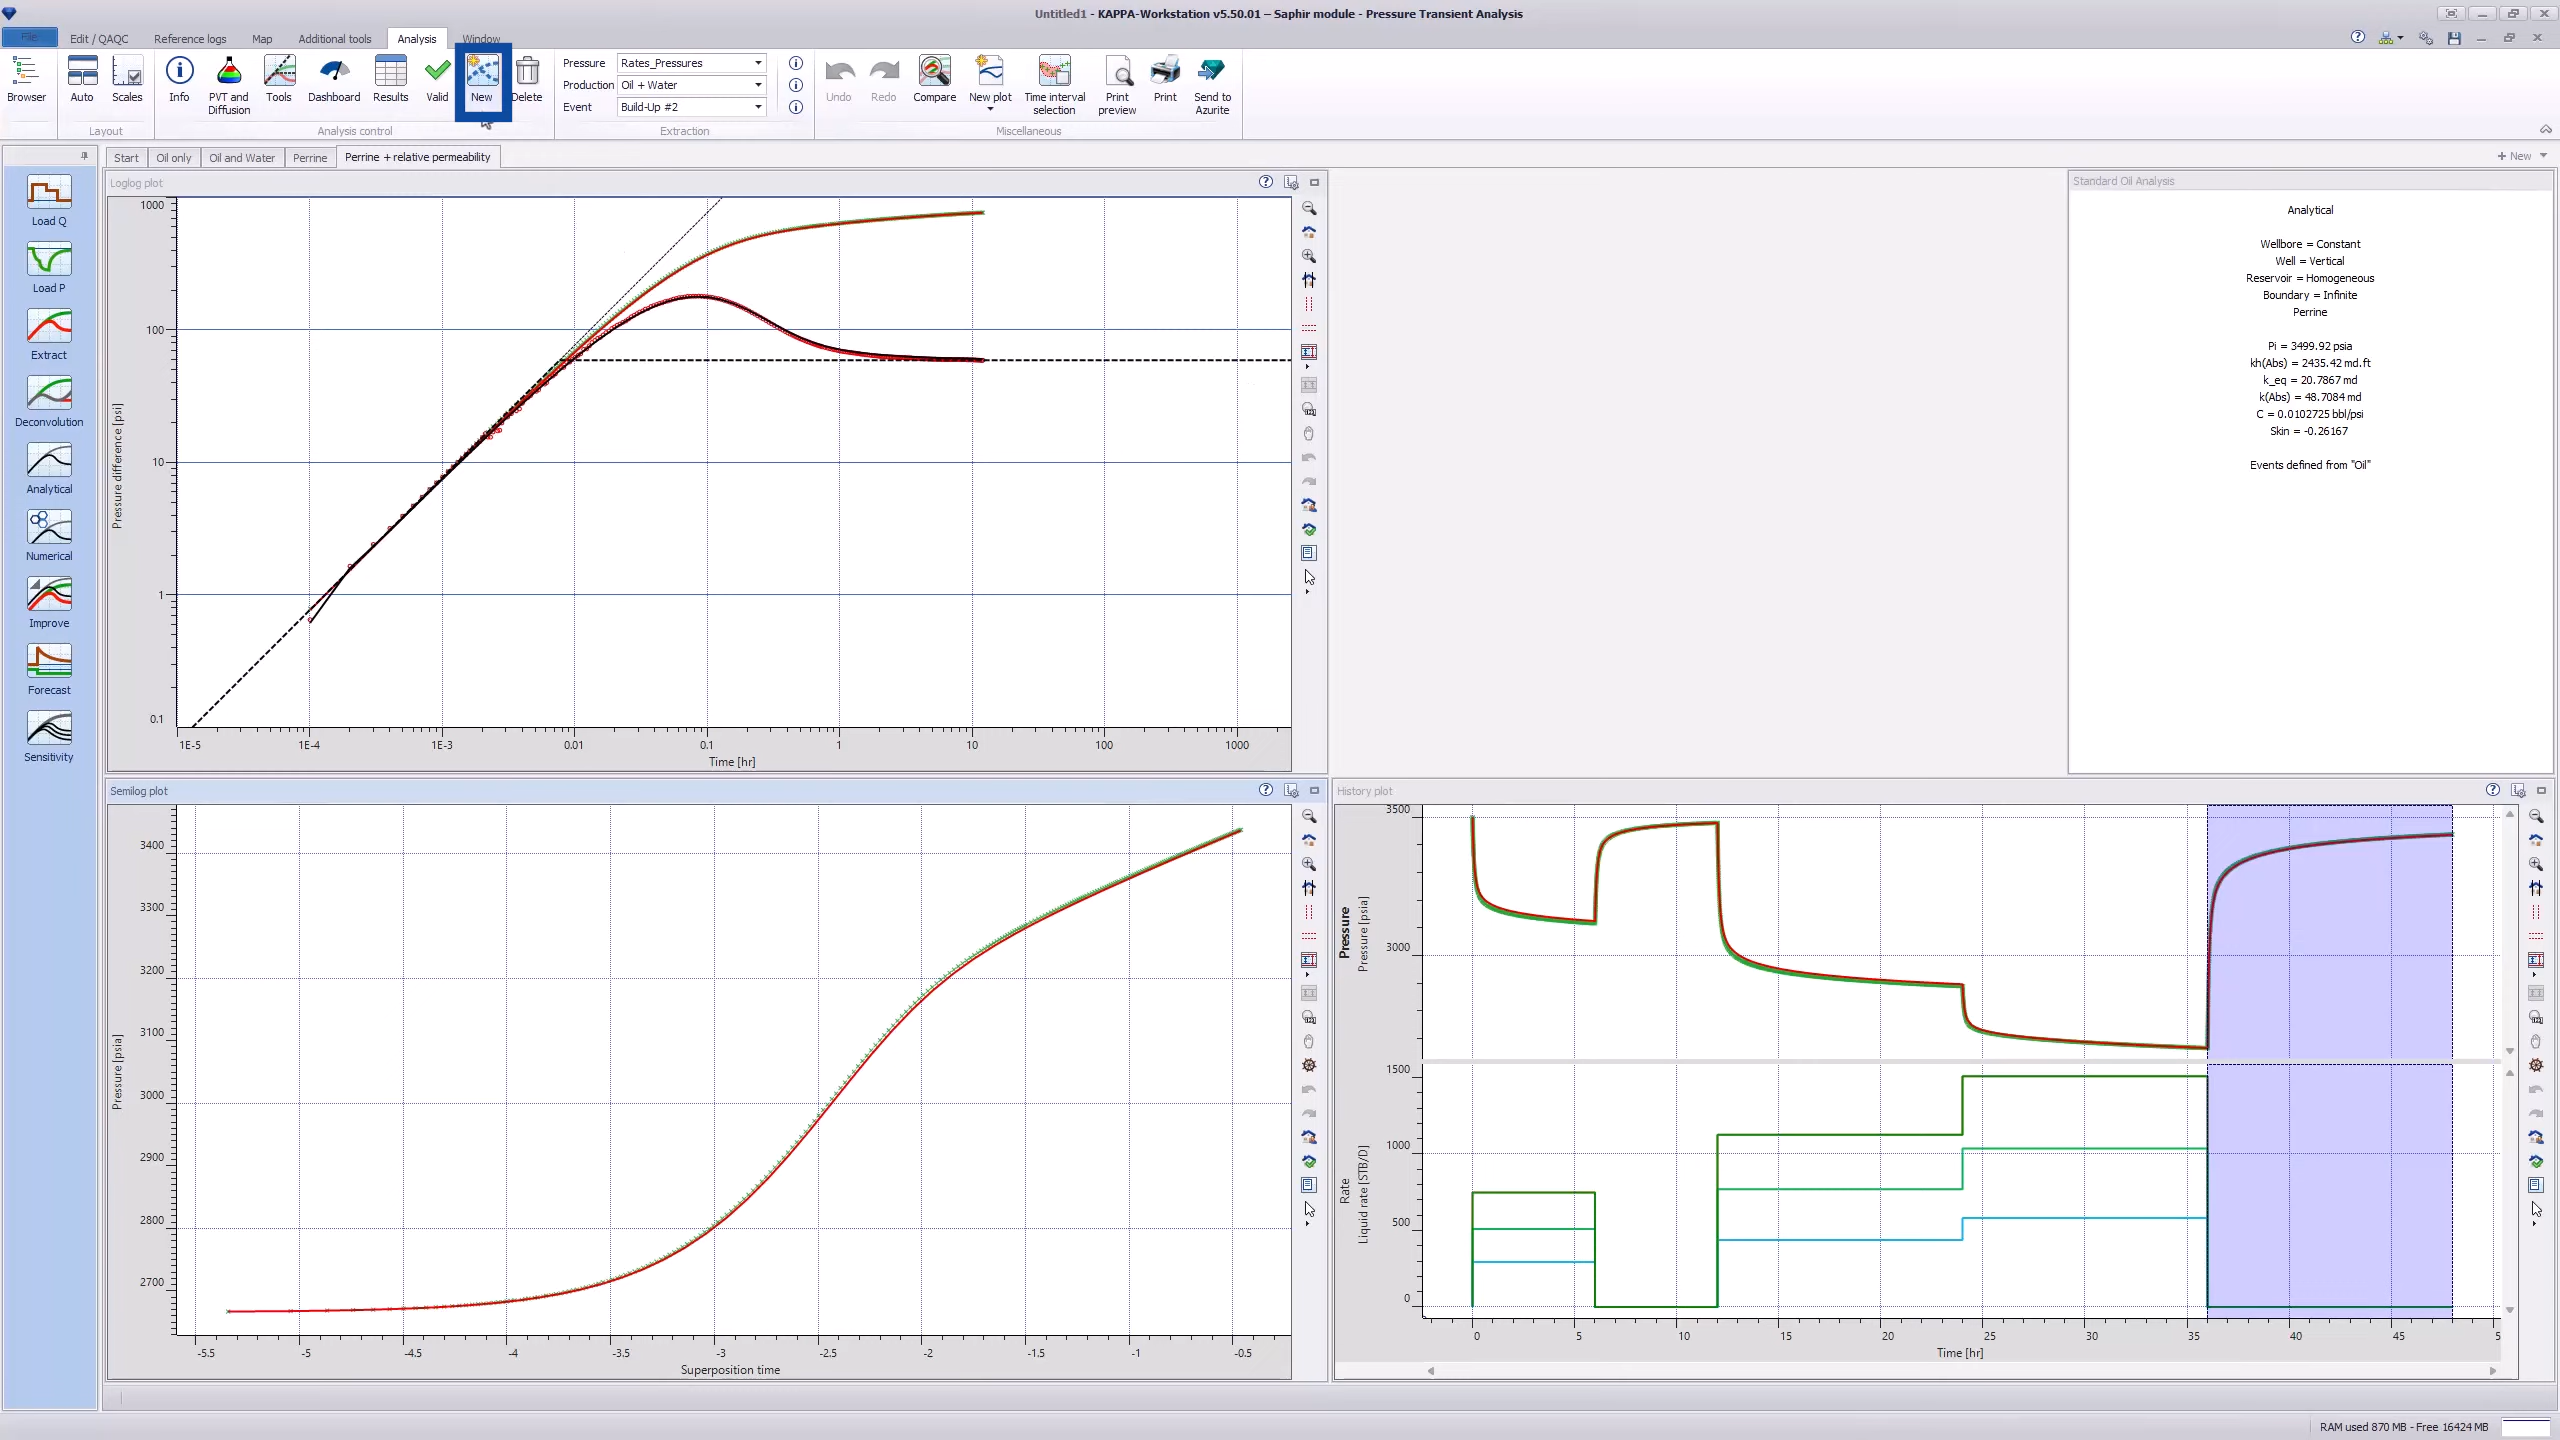 Untitled1 - KAPPA-Workstation v5.50.01 – Saphir module - Pressure Transient Analysis
File Edit / QAQC Reference logs Map Additional tools Analysis Window
Browser
Auto Scales
Layout
Info PVT and Diffusion Tools Dashboard Results Valid New Delete
Analysis control
Pressure Rates_Pressures
Production Oil + Water
Event Build-Up #2
Extraction
Undo Redo Compare New plot Time interval selection Print preview Print Send to Azurite
Miscellaneous
Start Oil only Oil and Water Perrine Perrine + relative permeability
+ New
Load Q
Load P
Extract
Deconvolution
Analytical
Numerical
Improve
Forecast
Sensitivity
Loglog plot
1000
100
10
1
0.1
Pressure difference [psi]
1E-5 1E-4 1E-3 0.01 0.1 1 10 100 1000
Time [hr]
Standard Oil Analysis
Analytical
Wellbore = Constant
Well = Vertical
Reservoir = Homogeneous
Boundary = Infinite
Perrine
Pi = 3499.92 psia
kh(Abs) = 2435.42 md.ft
k_eq = 20.7867 md
k(Abs) = 48.7084 md
C = 0.0102725 bbl/psi
Skin = -0.26167
Events defined from "Oil"
Semilog plot
3400
3300
3200
3100
3000
2900
2800
2700
Pressure [psia]
-5.5 -5 -4.5 -4 -3.5 -3 -2.5 -2 -1.5 -1 -0.5
Superposition time
History plot
3500
3000
Pressure
Pressure [psia]
1500
1000
500
0
Rate
Liquid rate [STB/D]
0 5 10 15 20 25 30 35 40 45 5
Time [hr]
RAM used 870 MB - Free 16424 MB